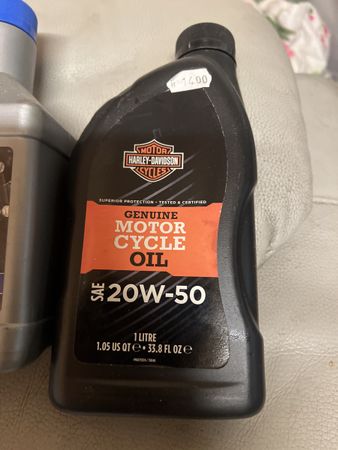 1400
MOTOR
HARLEY-DAVIDSON
CYCLES
SUPERIOR PROTECTION • TESTED & CERTIFIED
GENUINE
MOTOR
CYCLE
OIL
SAE 20W-50
1 LITRE
1.05 US QT ℮ • 33.8 FL OZ ℮